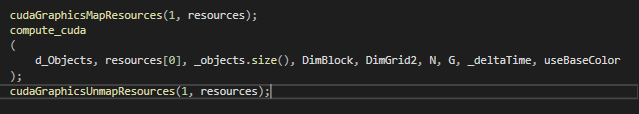 cudaGraphicsMapResources(1, resources);
compute_cuda
(
    d_Objects, resources[0], _objects.size(), DimBlock, DimGrid2, N, G, _deltaTime, useBaseColor
);
cudaGraphicsUnmapResources(1, resources);